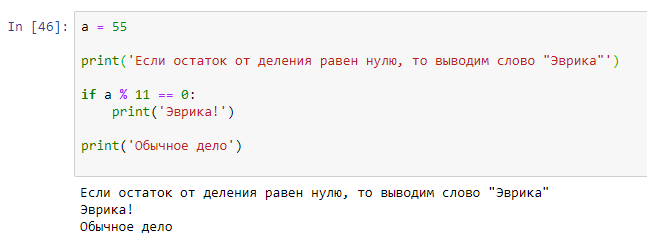 In [46]: a = 55
print('Если остаток от деления равен нулю, то выводим слово "Эврика"')
if a % 11 == 0:
    print('Эврика!')
print('Обычное дело')
Если остаток от деления равен нулю, то выводим слово "Эврика"
Эврика!
Обычное дело